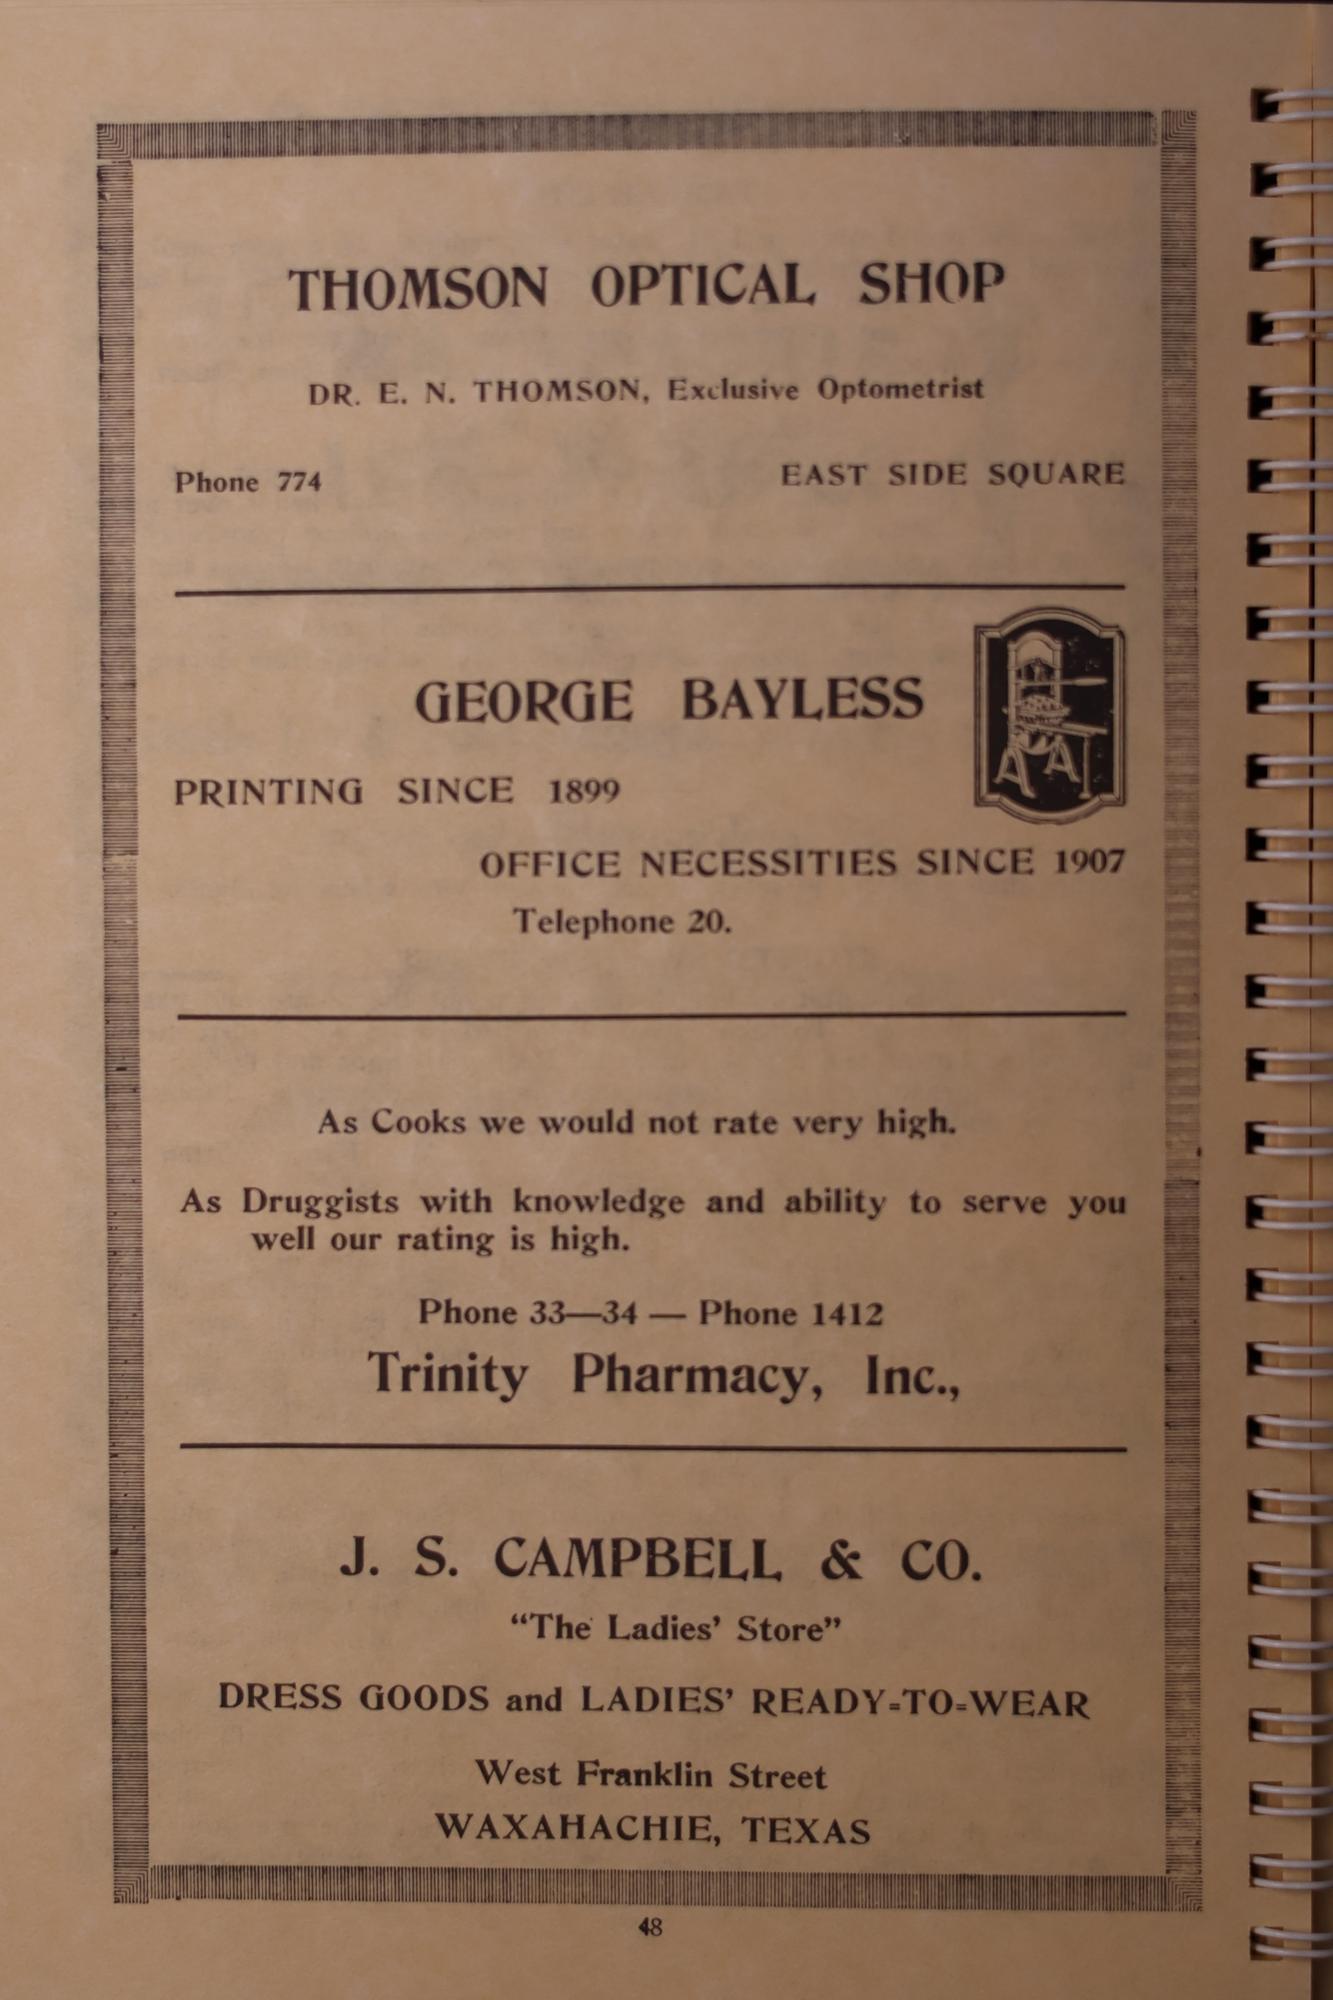 THOMSON OPTICAL SHOP
DR. E. N. THOMSON, Exclusive Optometrist
Phone 774 EAST SIDE SQUARE
GEORGE BAYLESS
PRINTING SINCE 1899
OFFICE NECESSITIES SINCE 1907
Telephone 20.
As Cooks we would not rate very high.
As Druggists with knowledge and ability to serve you
well our rating is high.
Phone 33—34 — Phone 1412
Trinity Pharmacy, Inc.,
J. S. CAMPBELL & CO.
“The Ladies’ Store”
DRESS GOODS and LADIES’ READY=TO=WEAR
West Franklin Street
WAXAHACHIE, TEXAS
48